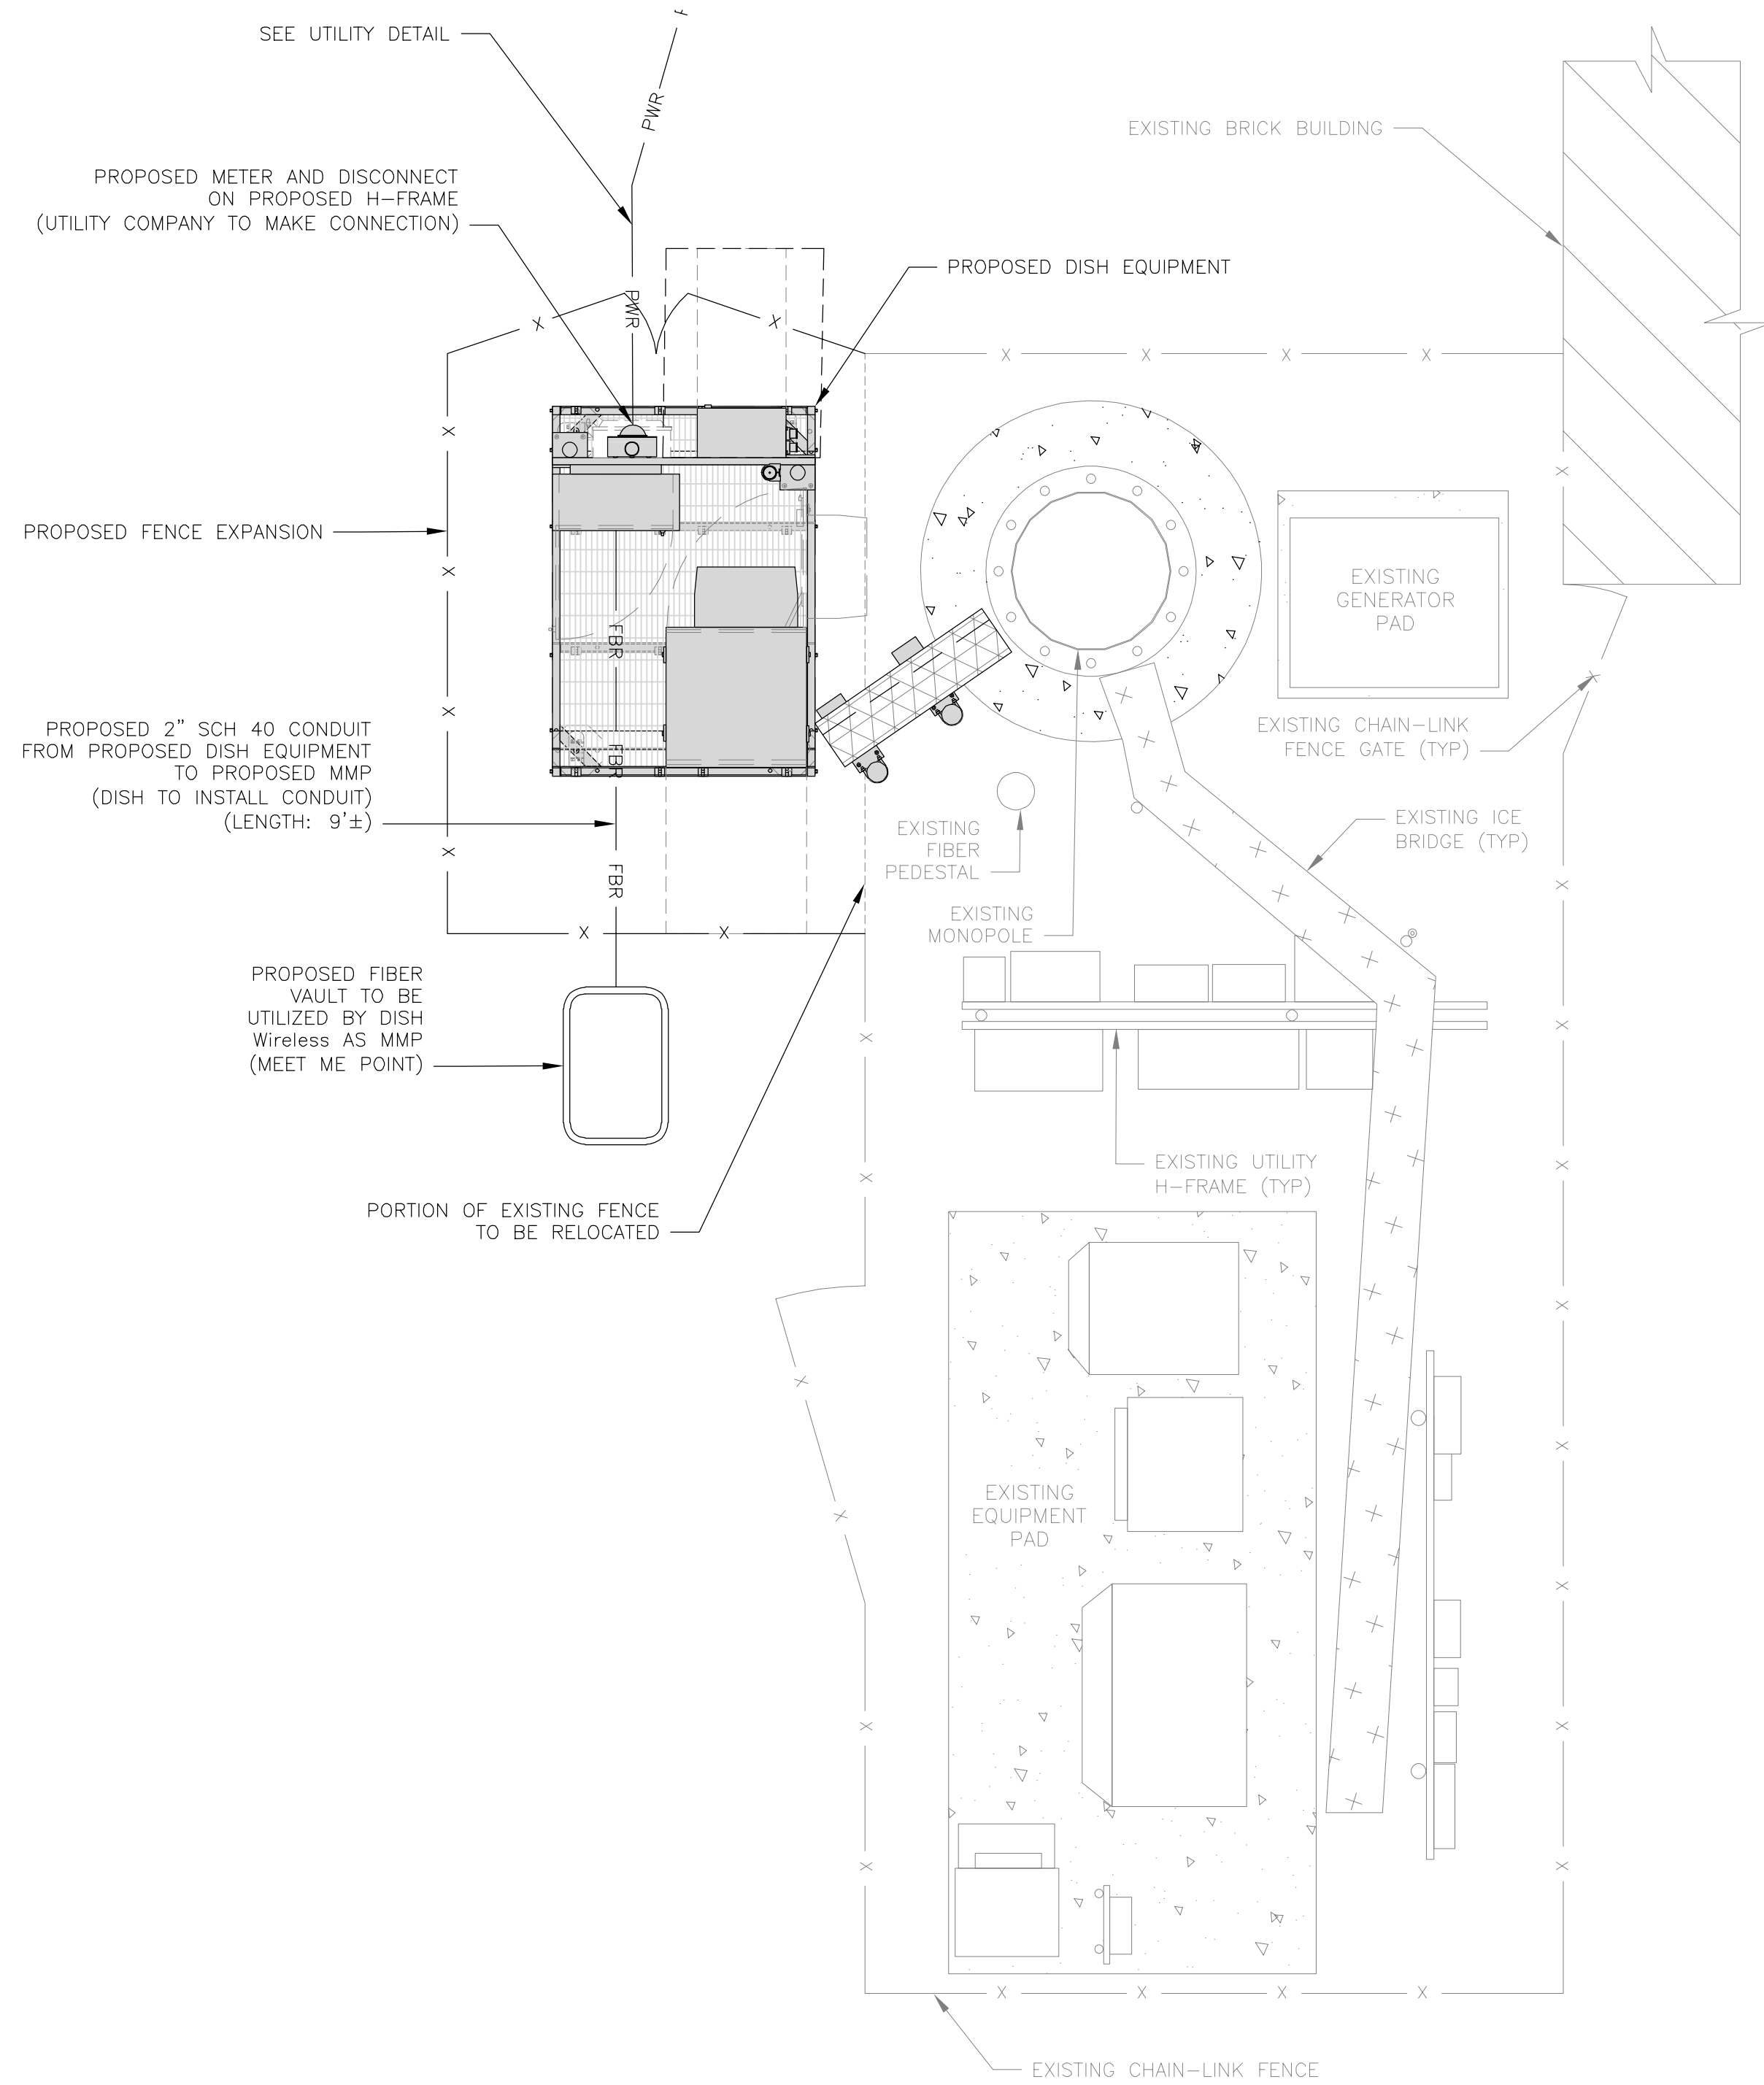 SEE UTILITY DETAIL
PWR
EXISTING BRICK BUILDING
PROPOSED METER AND DISCONNECT
ON PROPOSED H-FRAME
(UTILITY COMPANY TO MAKE CONNECTION)
PROPOSED DISH EQUIPMENT
PWR
PROPOSED FENCE EXPANSION
EXISTING
GENERATOR
PAD
FBR
PROPOSED 2" SCH 40 CONDUIT
FROM PROPOSED DISH EQUIPMENT
TO PROPOSED MMP
(DISH TO INSTALL CONDUIT)
(LENGTH: 9'±)
FBR
EXISTING CHAIN-LINK
FENCE GATE (TYP)
EXISTING
FIBER
PEDESTAL
EXISTING ICE
BRIDGE (TYP)
FBR
EXISTING
MONOPOLE
PROPOSED FIBER
VAULT TO BE
UTILIZED BY DISH
Wireless AS MMP
(MEET ME POINT)
EXISTING UTILITY
H-FRAME (TYP)
PORTION OF EXISTING FENCE
TO BE RELOCATED
EXISTING
EQUIPMENT
PAD
EXISTING CHAIN-LINK FENCE